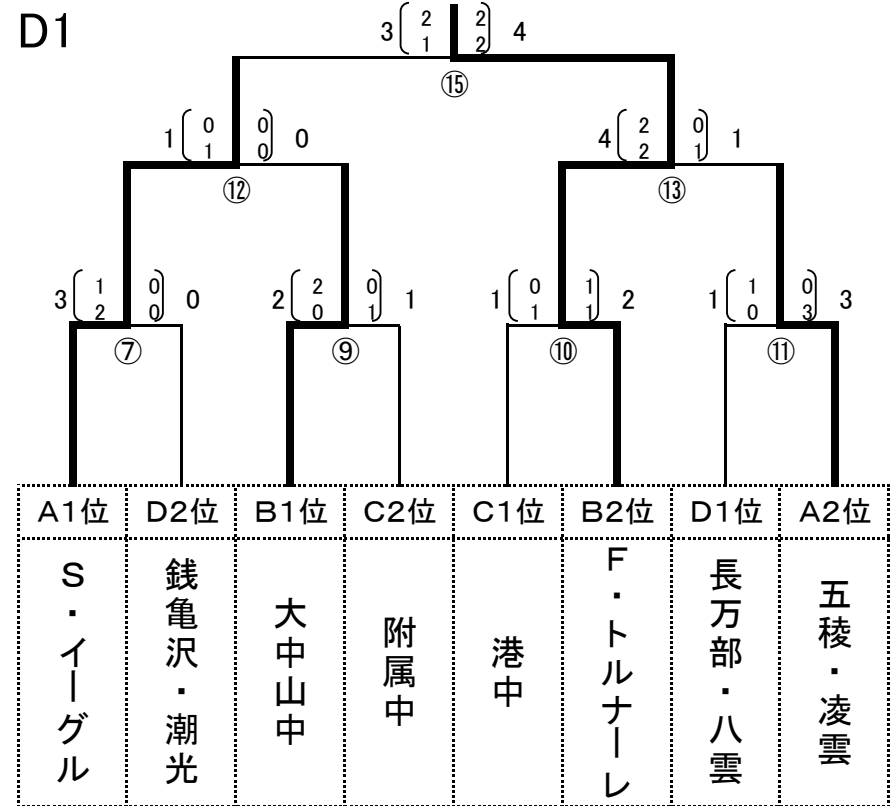 D1
3 2 2 4
1 2
⑮
1 0 0 0
1 0
4 2 0 1
2 1
⑫
⑬
3 1 0 0
2 0
2 2 0 1
0 1
1 0 1 2
1 1
1 1 0 3
0 3
⑦
⑨
⑩
⑪
A1位 D2位 B1位 C2位 C1位 B2位 D1位 A2位
S・イーグル
銭亀沢・潮光
大中山中
附属中
港中
F・トルナーレ
長万部・八雲
五稜・凌雲